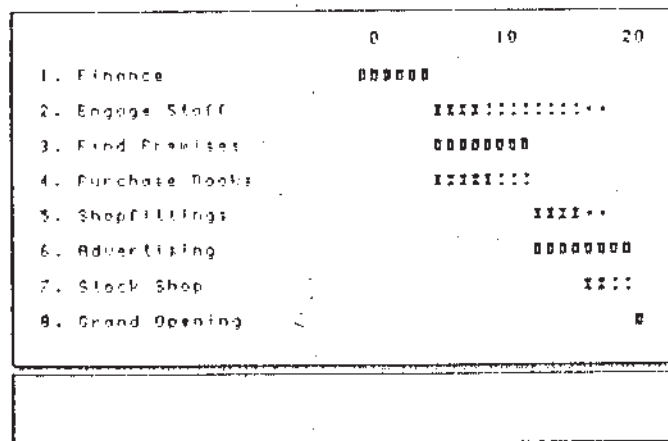 0 10 20
1. Finance
2. Engage Staff
3. Find Premises
4. Purchase Books
5. Shopfittings
6. Advertising
7. Stock Shop
8. Grand Opening